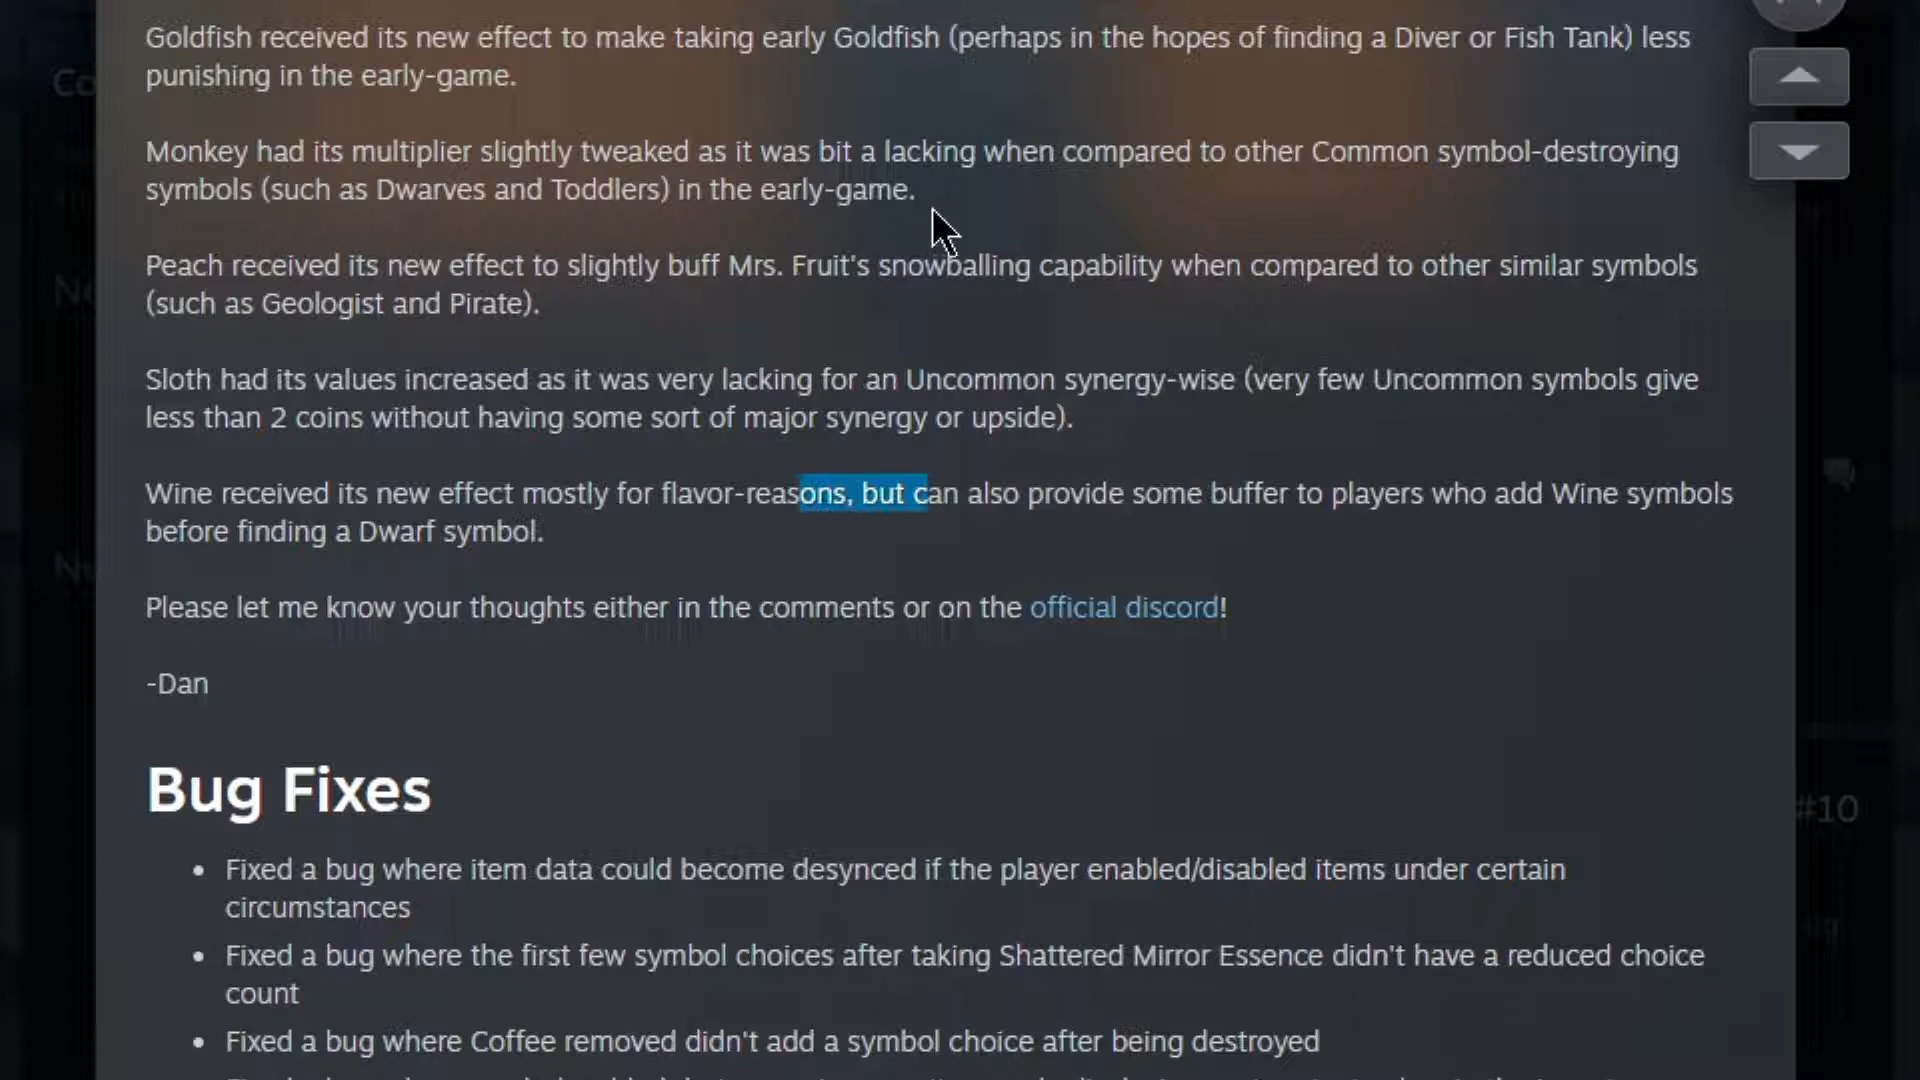 Goldfish received its new effect to make taking early Goldfish (perhaps in the hopes of finding a Diver or Fish Tank) less
punishing in the early-game.
Monkey had its multiplier slightly tweaked as it was bit a lacking when compared to other Common symbol-destroying
symbols (such as Dwarves and Toddlers) in the early-game.
Peach received its new effect to slightly buff Mrs. Fruit's snowballing capability when compared to other similar symbols
(such as Geologist and Pirate).
Sloth had its values increased as it was very lacking for an Uncommon synergy-wise (very few Uncommon symbols give
less than 2 coins without having some sort of major synergy or upside).
Wine received its new effect mostly for flavor-reasons, but can also provide some buffer to players who add Wine symbols
before finding a Dwarf symbol.
Please let me know your thoughts either in the comments or on the official discord!
-Dan
Bug Fixes
• Fixed a bug where item data could become desynced if the player enabled/disabled items under certain
circumstances
• Fixed a bug where the first few symbol choices after taking Shattered Mirror Essence didn't have a reduced choice
count
• Fixed a bug where Coffee removed didn't add a symbol choice after being destroyed
#10